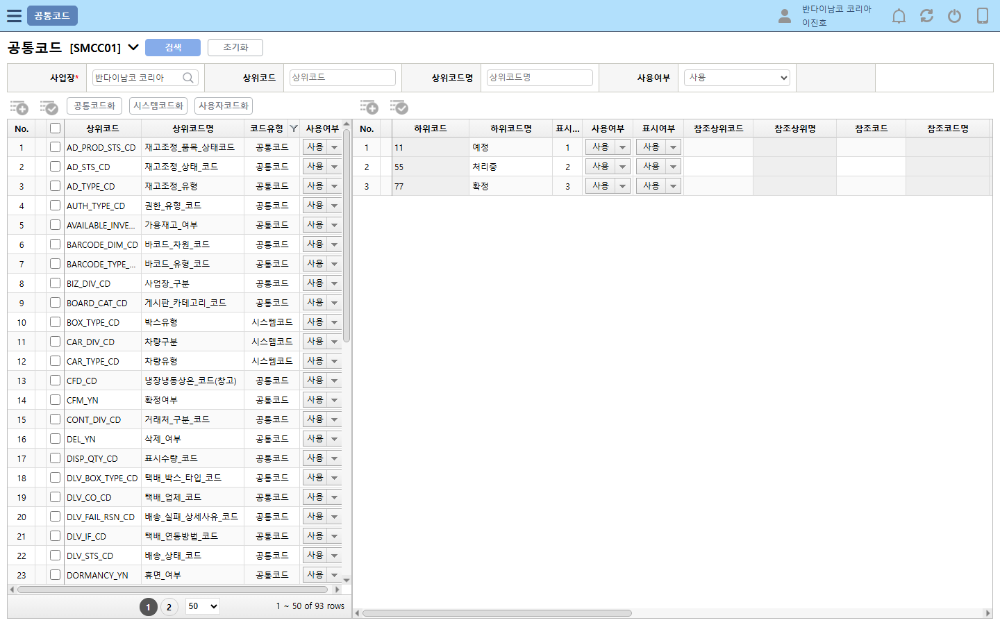 공통코드
반다이남코 코리아
이진호
공통코드 [SMCC01] 검색 초기화
사업장* 반다이남코 코리아 상위코드 상위코드 상위코드명 상위코드명 사용여부 사용
공통코드화 시스템코드화 사용자코드화
No. 상위코드 상위코드명 코드유형 사용여부
1 AD_PROD_STS_CD 재고조정_품목_상태코드 공통코드 사용
2 AD_STS_CD 재고조정_상태_코드 공통코드 사용
3 AD_TYPE_CD 재고조정_유형 공통코드 사용
4 AUTH_TYPE_CD 권한_유형_코드 공통코드 사용
5 AVAILABLE_INVE... 가용재고_여부 공통코드 사용
6 BARCODE_DIM_CD 바코드_차원_코드 공통코드 사용
7 BARCODE_TYPE_... 바코드_유형_코드 공통코드 사용
8 BIZ_DIV_CD 사업장_구분 공통코드 사용
9 BOARD_CAT_CD 게시판_카테고리_코드 공통코드 사용
10 BOX_TYPE_CD 박스유형 시스템코드 사용
11 CAR_DIV_CD 차량구분 시스템코드 사용
12 CAR_TYPE_CD 차량유형 시스템코드 사용
13 CFD_CD 냉장냉동상온_코드(창고) 공통코드 사용
14 CFM_YN 확정여부 공통코드 사용
15 CONT_DIV_CD 거래처_구분_코드 공통코드 사용
16 DEL_YN 삭제_여부 공통코드 사용
17 DISP_QTY_CD 표시수량_코드 공통코드 사용
18 DLV_BOX_TYPE_CD 택배_박스_타입_코드 공통코드 사용
19 DLV_CO_CD 택배_업체_코드 공통코드 사용
20 DLV_FAIL_RSN_CD 배송_실패_상세사유_코드 공통코드 사용
21 DLV_IF_CD 택배_연동방법_코드 공통코드 사용
22 DLV_STS_CD 배송_상태_코드 공통코드 사용
23 DORMANCY_YN 휴면_여부 공통코드 사용
1 2 50 1 ~ 50 of 93 rows
No. 하위코드 하위코드명 표시... 사용여부 표시여부 참조상위코드 참조상위명 참조코드 참조코드명
1 11 예정 1 사용 사용
2 55 처리중 2 사용 사용
3 77 확정 3 사용 사용